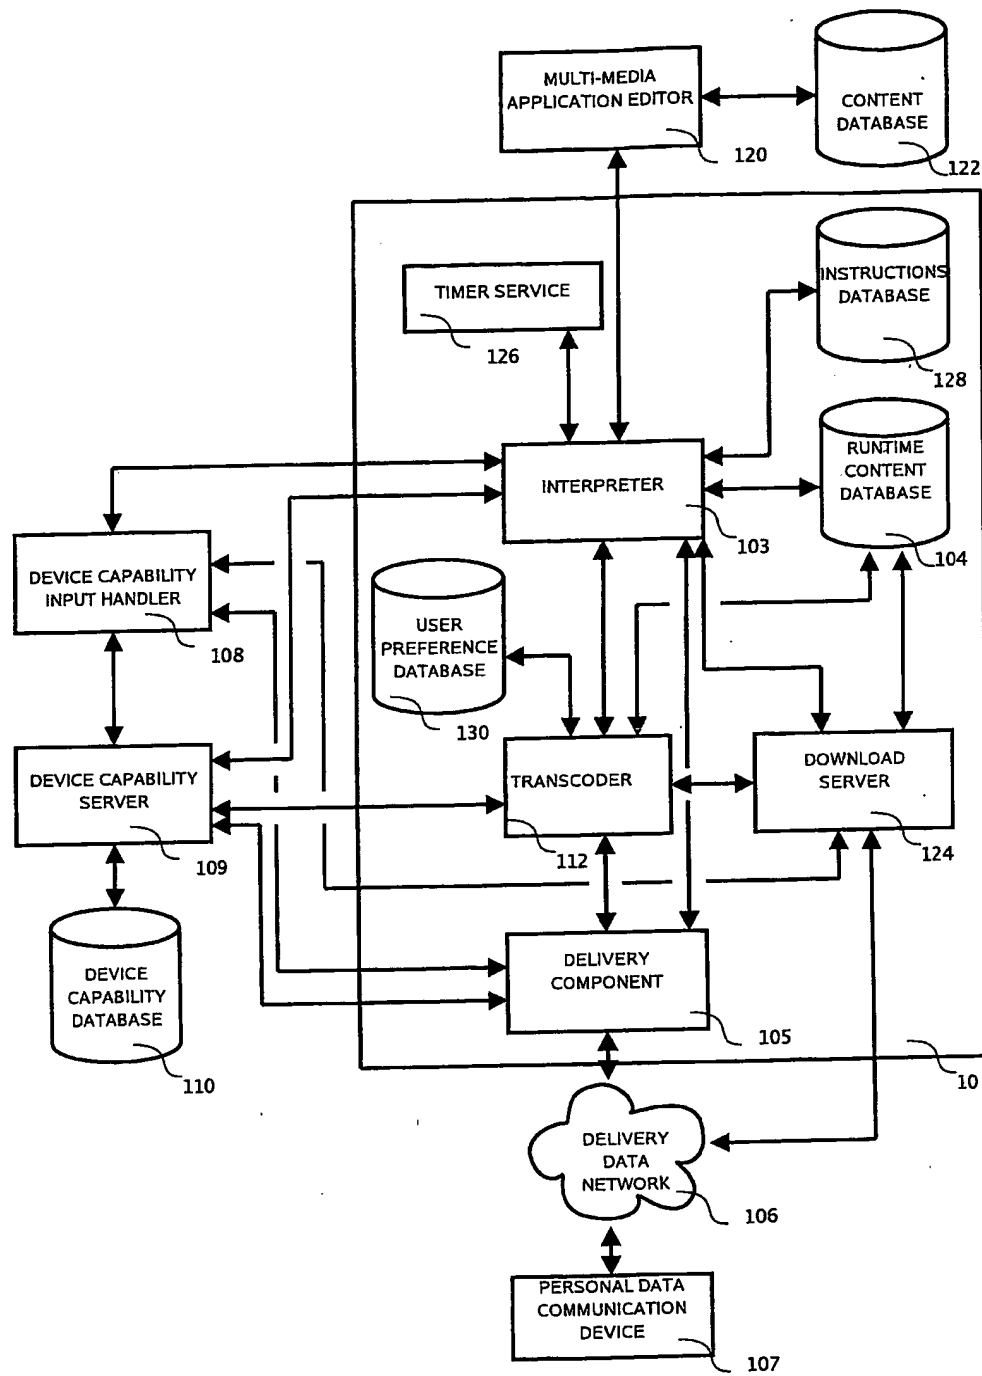 MULTI-MEDIA
APPLICATION EDITOR
120
CONTENT
DATABASE
122
TIMER SERVICE
126
INSTRUCTIONS
DATABASE
128
RUNTIME
CONTENT
DATABASE
104
INTERPRETER
103
DEVICE CAPABILITY
INPUT HANDLER
108
USER
PREFERENCE
DATABASE
130
DEVICE CAPABILITY
SERVER
109
TRANSCODER
112
DOWNLOAD
SERVER
124
DEVICE
CAPABILITY
DATABASE
110
DELIVERY
COMPONENT
105
10
DELIVERY
DATA
NETWORK
106
PERSONAL DATA
COMMUNICATION
DEVICE
107